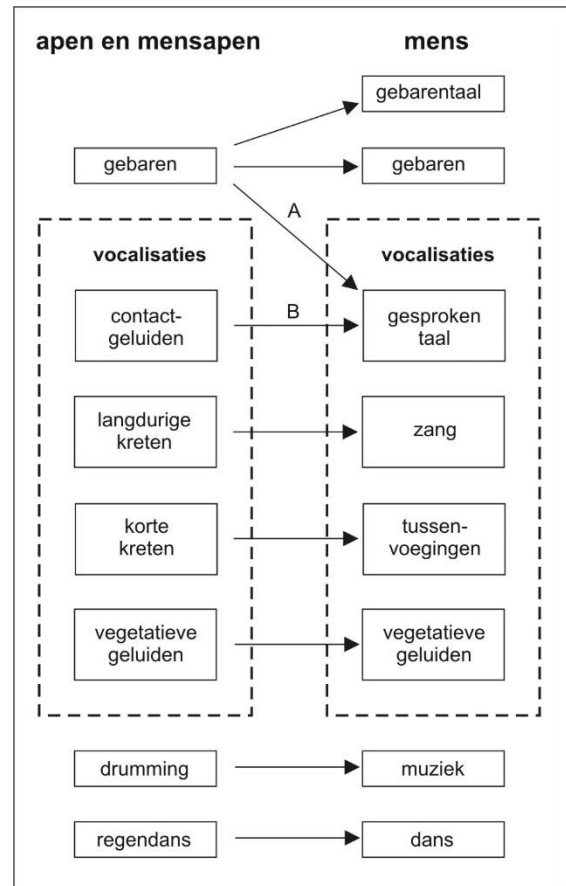 apen en mensapen
mens
gebarentaal
gebaren
gebaren
A
vocalisaties
vocalisaties
contact-
geluiden
B
gesproken
taal
langdurige
kreten
zang
korte
kreten
tussen-
voegingen
vegetatieve
geluiden
vegetatieve
geluiden
drumming
muziek
regendans
dans